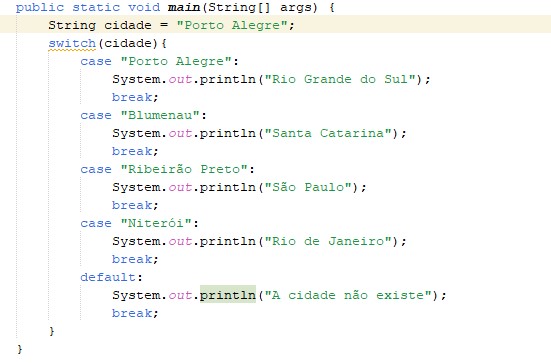 public static void main(String[] args) {
String cidade = "Porto Alegre";
switch(cidade){
case "Porto Alegre":
System.out.println("Rio Grande do Sul");
break;
case "Blumenau":
System.out.println("Santa Catarina");
break;
case "Ribeirão Preto":
System.out.println("São Paulo");
break;
case "Niterói":
System.out.println("Rio de Janeiro");
break;
default:
System.out.println("A cidade não existe");
break;
}
}